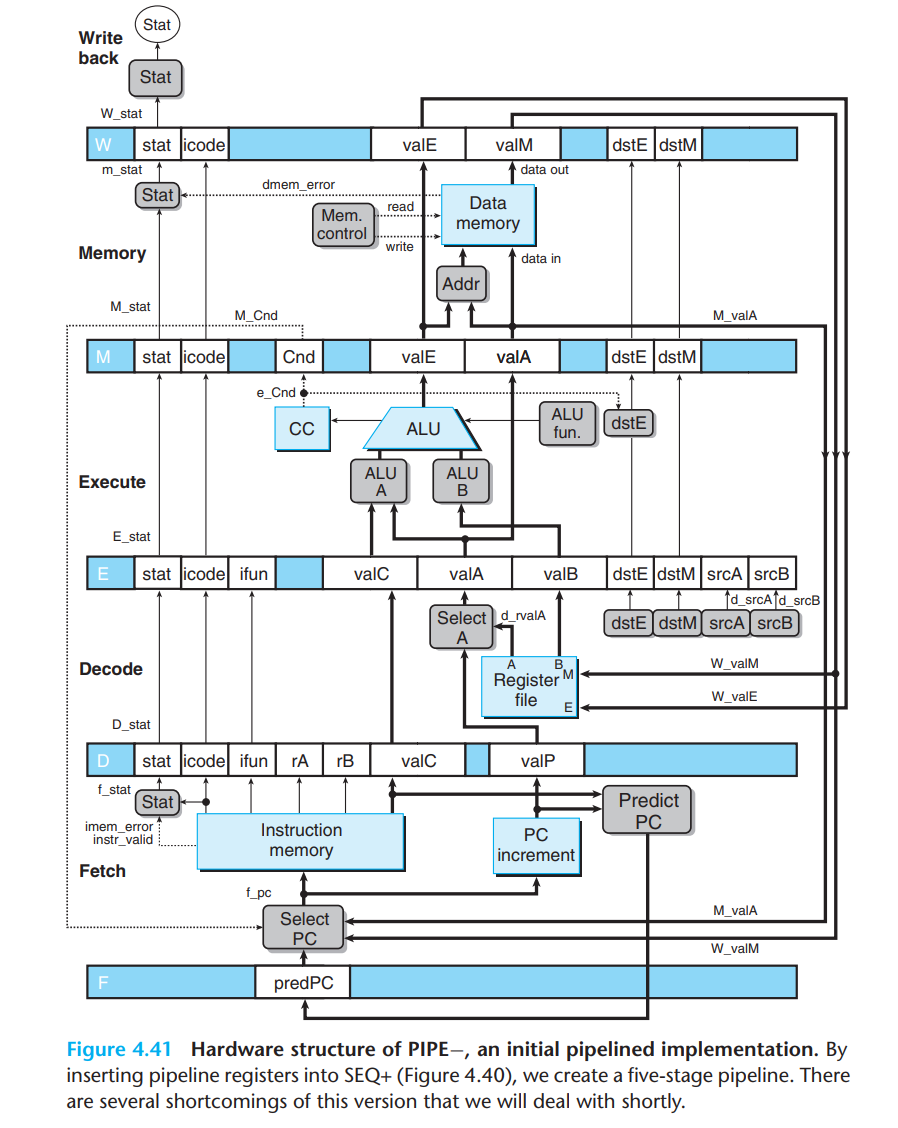 Stat
Write
back
Stat
W_stat
W stat icode valE valM dstE dstM
m_stat
data out
Stat
dmem_error
Data
memory
read
Mem.
control
write
Memory
data in
Addr
M_stat
M_Cnd
M_valA
M stat icode Cnd valE valA dstE dstM
e_Cnd
CC
ALU
ALU
fun.
dstE
ALU
A
ALU
B
Execute
E_stat
E stat icode ifun valC valA valB dstE dstM srcA srcB
d_srcA d_srcB
Select
A
d_rvalA
dstE dstM srcA srcB
A B
M
Register
file
E
W_valM
Decode
W_valE
D_stat
D stat icode ifun rA rB valC valP
f_stat
Stat
Predict
PC
imem_error
instr_valid
Instruction
memory
PC
increment
Fetch
f_pc
Select
PC
M_valA
W_valM
F predPC
Figure 4.41 Hardware structure of PIPE–, an initial pipelined implementation. By
inserting pipeline registers into SEQ+ (Figure 4.40), we create a five-stage pipeline. There
are several shortcomings of this version that we will deal with shortly.